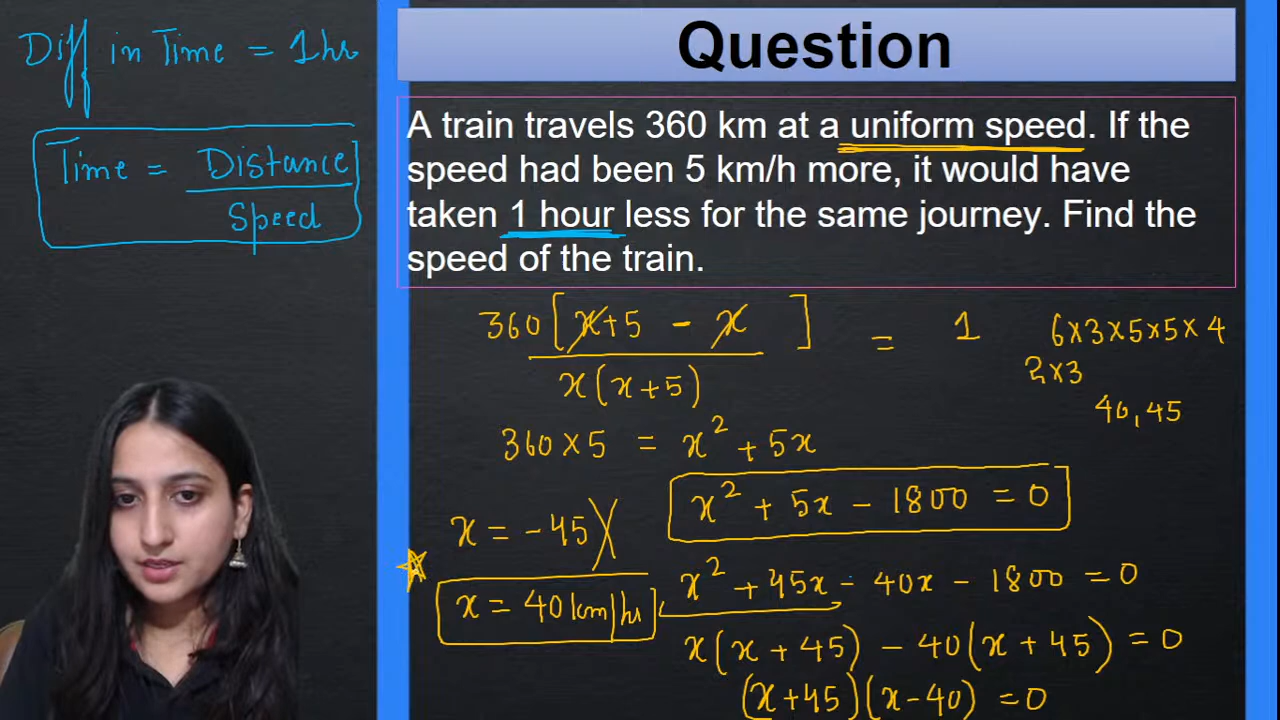 Diff in Time = 1hr
Time = Distance
Speed
Question
A train travels 360 km at a uniform speed. If the
speed had been 5 km/h more, it would have
taken 1 hour less for the same journey. Find the
speed of the train.
360 [ x+5 - x ] = 1
x(x+5)
6×3×5×5×4
2×3
40,45
360×5 = x² + 5x
x² + 5x - 1800 = 0
x = -45 X
x = 40km/hr
x² + 45x - 40x - 1800 = 0
x(x + 45) - 40(x + 45) = 0
(x+45)(x-40) = 0